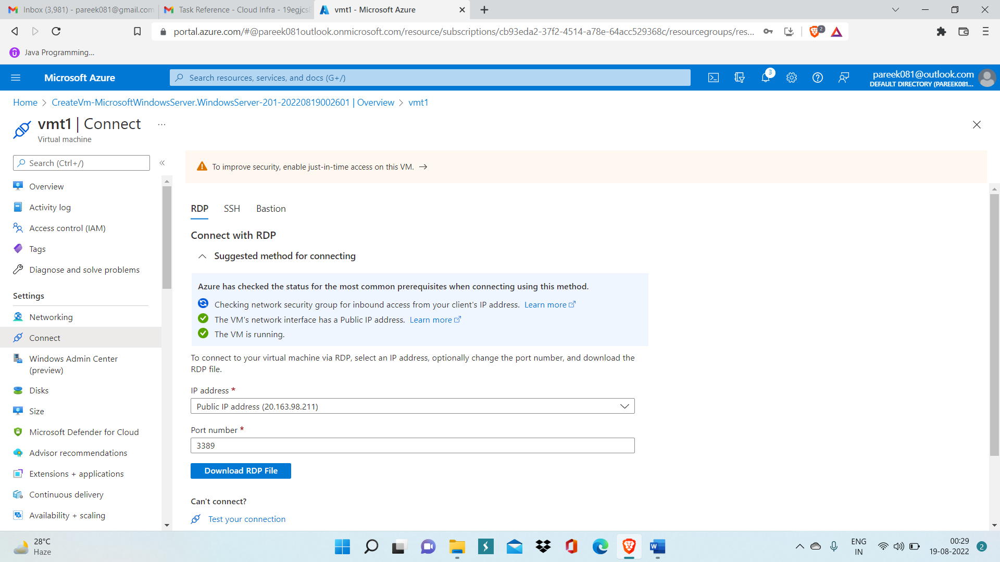 Inbox (3,981) - pareek081@gmail.com
Task Reference - Cloud Infra - 19egjcs
vmt1 - Microsoft Azure
portal.azure.com/#@pareek081outlook.onmicrosoft.com/resource/subscriptions/cb93eda2-37f2-4514-a78e-64acc529368c/resourcegroups/res...
2
Java Programming...
Microsoft Azure
Search resources, services, and docs (G+/)
3
pareek081@outlook.com
DEFAULT DIRECTORY (PAREEK081...
Home > CreateVm-MicrosoftWindowsServer.WindowsServer-201-20220819002601 | Overview > vmt1
vmt1 | Connect ...
Virtual machine
Search (Ctrl+/)
«
To improve security, enable just-in-time access on this VM. →
Overview
Activity log
Access control (IAM)
Tags
Diagnose and solve problems
Settings
Networking
Connect
Windows Admin Center
(preview)
Disks
Size
Microsoft Defender for Cloud
Advisor recommendations
Extensions + applications
Continuous delivery
Availability + scaling
RDP SSH Bastion
Connect with RDP
Suggested method for connecting
Azure has checked the status for the most common prerequisites when connecting using this method.
Checking network security group for inbound access from your client's IP address. Learn more
The VM's network interface has a Public IP address. Learn more
The VM is running.
To connect to your virtual machine via RDP, select an IP address, optionally change the port number, and download the
RDP file.
IP address *
Public IP address (20.163.98.211)
Port number *
3389
Download RDP File
Can't connect?
Test your connection
28°C
Haze
ENG
IN
00:29
19-08-2022
2